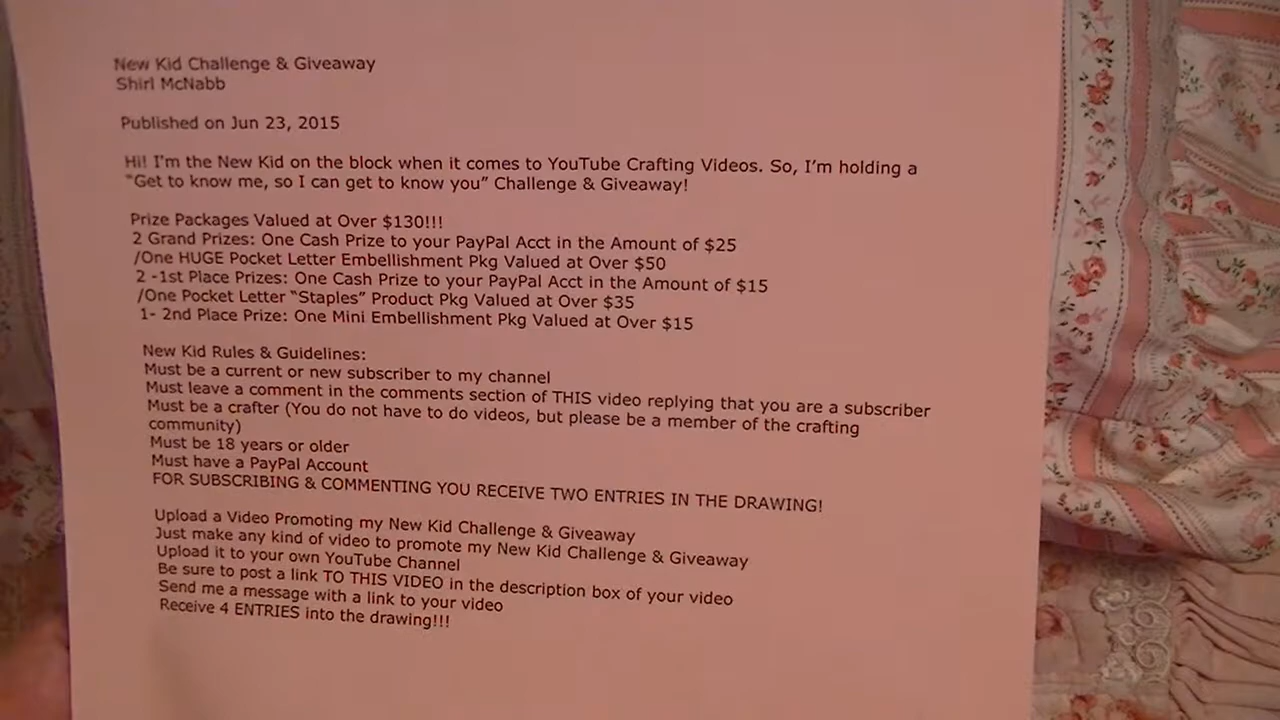 New Kid Challenge & Giveaway
Shirl McNabb
Published on Jun 23, 2015
Hi! I'm the New Kid on the block when it comes to YouTube Crafting Videos. So, I'm holding a
"Get to know me, so I can get to know you" Challenge & Giveaway!
Prize Packages Valued at Over $130!!!
2 Grand Prizes: One Cash Prize to your PayPal Acct in the Amount of $25
/One HUGE Pocket Letter Embellishment Pkg Valued at Over $50
2 -1st Place Prizes: One Cash Prize to your PayPal Acct in the Amount of $15
/One Pocket Letter "Staples" Product Pkg Valued at Over $35
1- 2nd Place Prize: One Mini Embellishment Pkg Valued at Over $15
New Kid Rules & Guidelines:
Must be a current or new subscriber to my channel
Must leave a comment in the comments section of THIS video replying that you are a subscriber
Must be a crafter (You do not have to do videos, but please be a member of the crafting
community)
Must be 18 years or older
Must have a PayPal Account
FOR SUBSCRIBING & COMMENTING YOU RECEIVE TWO ENTRIES IN THE DRAWING!
Upload a Video Promoting my New Kid Challenge & Giveaway
Just make any kind of video to promote my New Kid Challenge & Giveaway
Upload it to your own YouTube Channel
Be sure to post a link TO THIS VIDEO in the description box of your video
Send me a message with a link to your video
Receive 4 ENTRIES into the drawing!!!